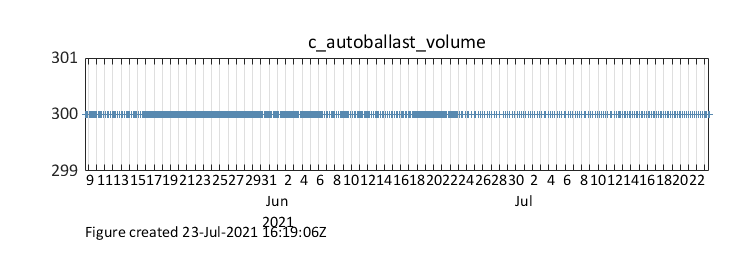 c_autoballast_volume
301
300
299
9 11 13 15 17 19 21 23 25 27 29 31 2 4 6 8 10 12 14 16 18 20 22 24 26 28 30 2 4 6 8 10 12 14 16 18 20 22
Jun Jul
2021
Figure created 23-Jul-2021 16:19:06Z